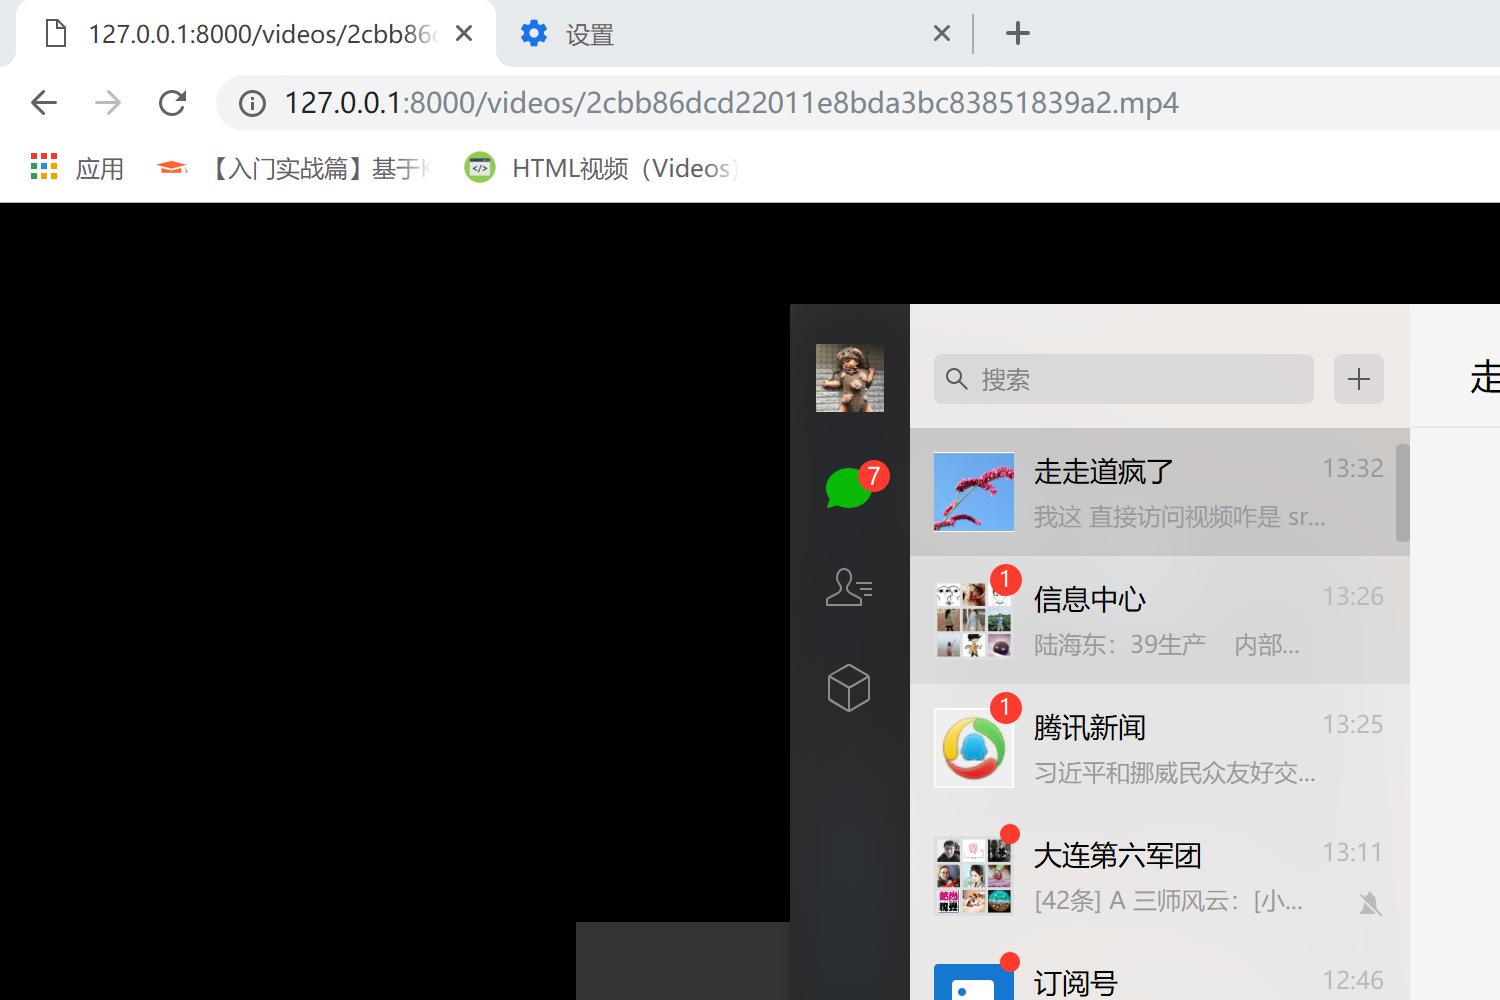 127.0.0.1:8000/videos/2cbb86
设置
127.0.0.1:8000/videos/2cbb86dcd22011e8bda3bc83851839a2.mp4
应用
【入门实战篇】基于
HTML视频（Videos）
搜索
走
7
走走道疯了
13:32
我这 直接访问视频咋是 sr...
1
信息中心
13:26
陆海东：39生产 内部...
1
腾讯新闻
13:25
习近平和挪威民众友好交...
大连第六军团
13:11
[42条] A 三师风云：[小...
订阅号
12:46